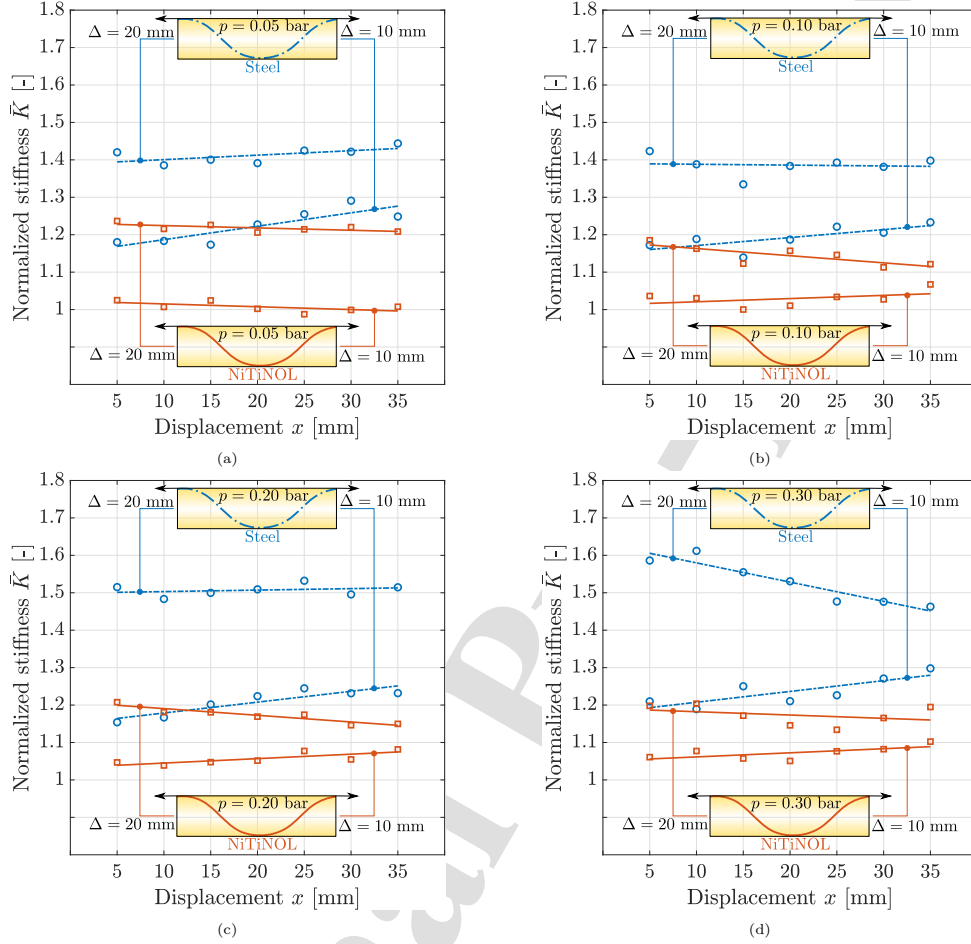 Δ = 20 mm p = 0.05 bar Δ = 10 mm
Steel
1.8
1.7
1.6
1.5
1.4
1.3
1.2
1.1
1
Normalized stiffness K̄ [-]
Δ = 20 mm p = 0.05 bar Δ = 10 mm
NiTiNOL
5 10 15 20 25 30 35
Displacement x [mm]
(a)
Δ = 20 mm p = 0.10 bar Δ = 10 mm
Steel
1.8
1.7
1.6
1.5
1.4
1.3
1.2
1.1
1
Normalized stiffness K̄ [-]
Δ = 20 mm p = 0.10 bar Δ = 10 mm
NiTiNOL
5 10 15 20 25 30 35
Displacement x [mm]
(b)
Δ = 20 mm p = 0.20 bar Δ = 10 mm
Steel
1.8
1.7
1.6
1.5
1.4
1.3
1.2
1.1
1
Normalized stiffness K̄ [-]
Δ = 20 mm p = 0.20 bar Δ = 10 mm
NiTiNOL
5 10 15 20 25 30 35
Displacement x [mm]
(c)
Δ = 20 mm p = 0.30 bar Δ = 10 mm
Steel
1.8
1.7
1.6
1.5
1.4
1.3
1.2
1.1
1
Normalized stiffness K̄ [-]
Δ = 20 mm p = 0.30 bar Δ = 10 mm
NiTiNOL
5 10 15 20 25 30 35
Displacement x [mm]
(d)